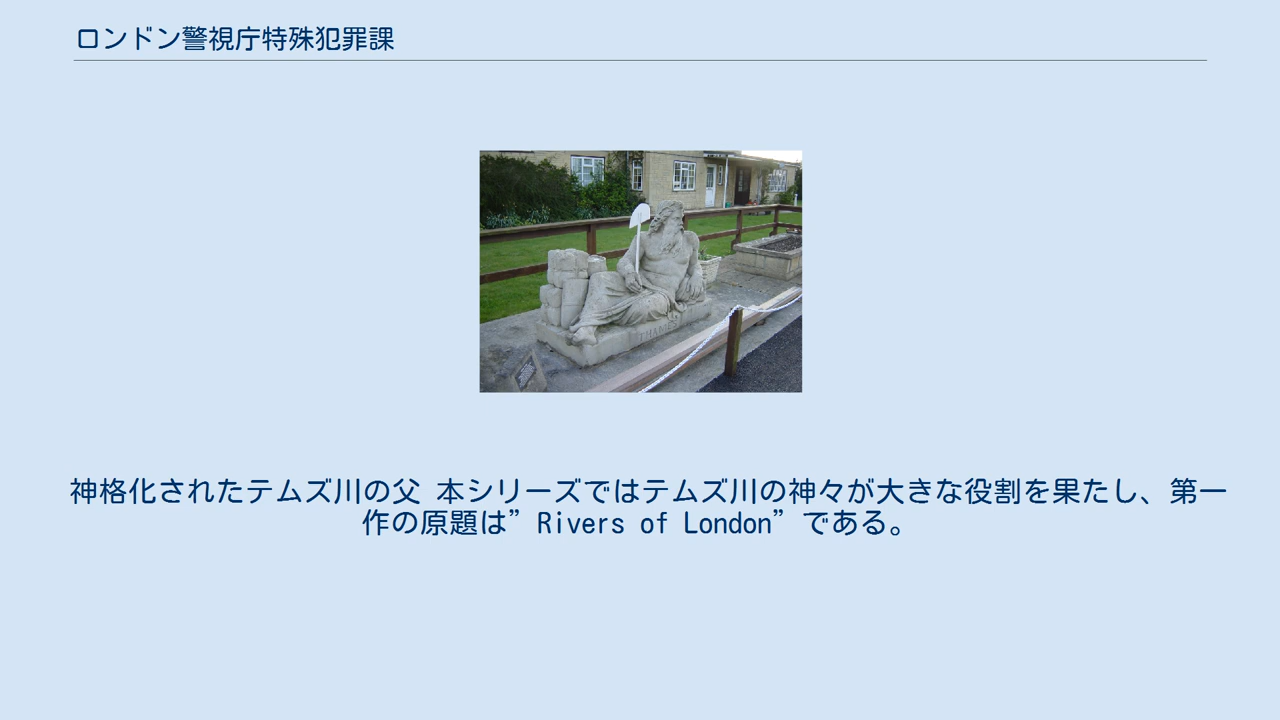 ロンドン警視庁特殊犯罪課
THAMES
神格化されたテムズ川の父 本シリーズではテムズ川の神々が大きな役割を果たし、第一
作の原題は”Rivers of London”である。